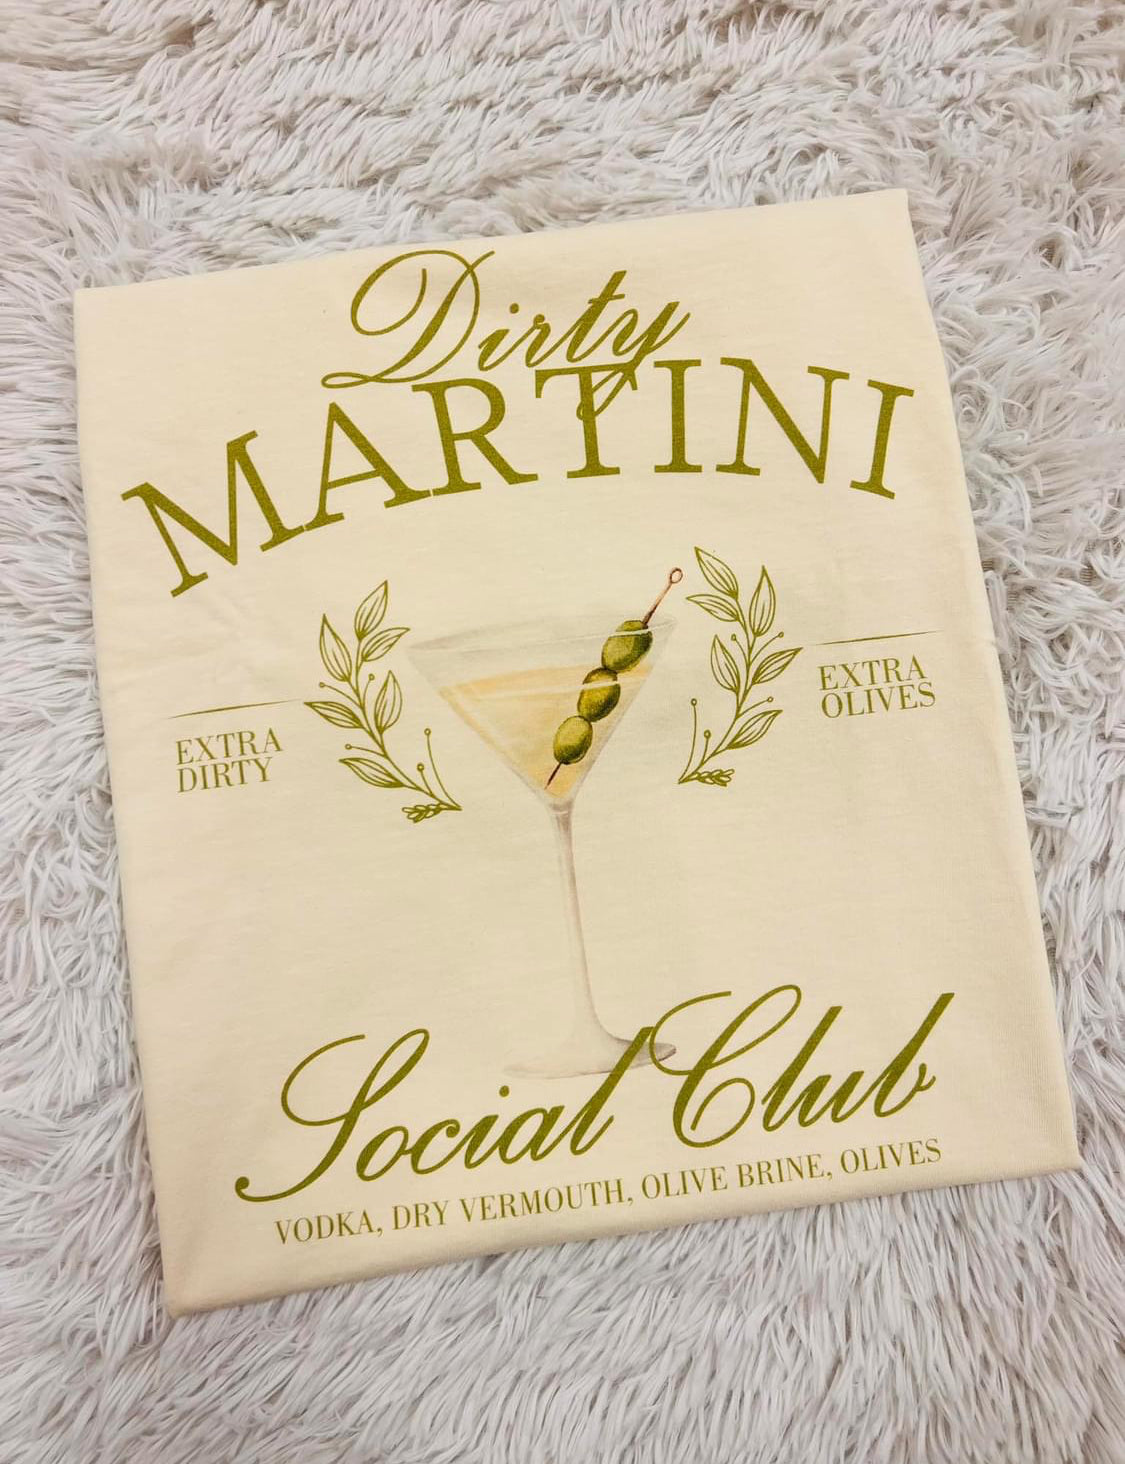 Dirty
MARTINI
EXTRA
DIRTY
EXTRA
OLIVES
Social Club
VODKA, DRY VERMOUTH, OLIVE BRINE, OLIVES